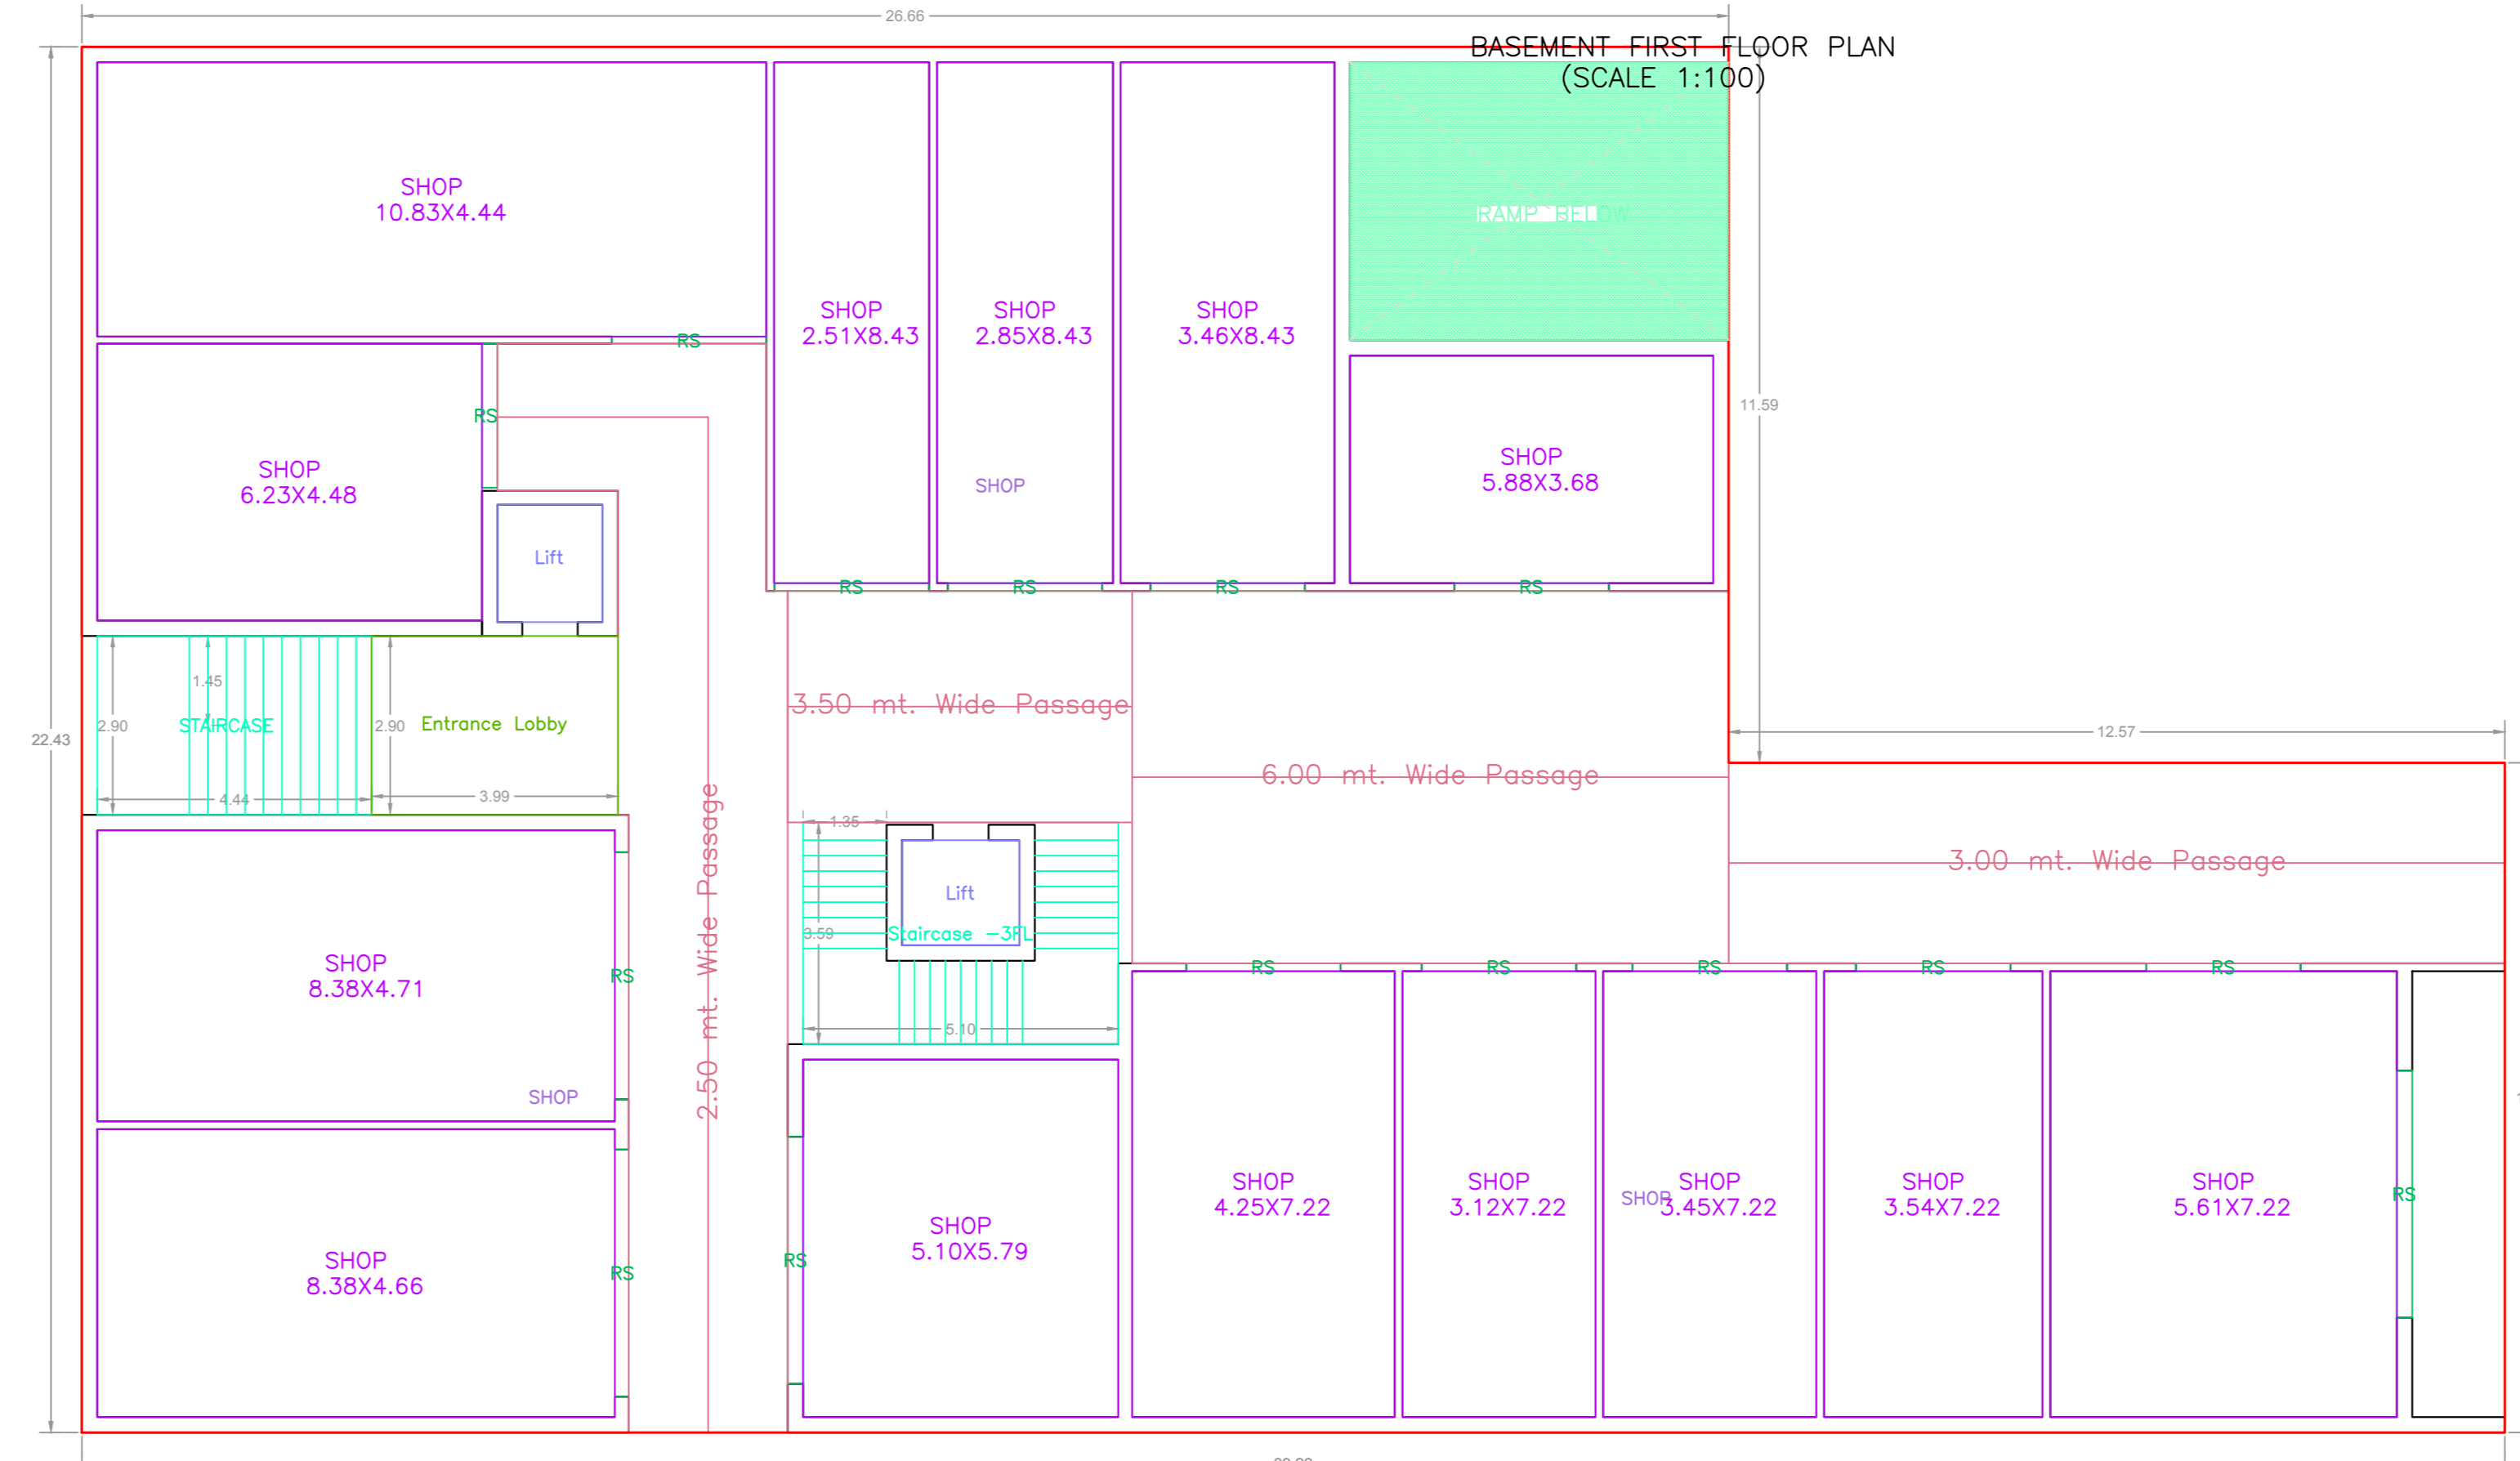 26.66
BASEMENT FIRST FLOOR PLAN
(SCALE 1:100)
SHOP
10.83X4.44
RAMP BELOW
SHOP
2.51X8.43
SHOP
2.85X8.43
SHOP
3.46X8.43
RS
RS
11.59
SHOP
6.23X4.48
SHOP
5.88X3.68
SHOP
Lift
RS
RS
RS
RS
1.45
2.90
STAIRCASE
2.90
Entrance Lobby
3.50 mt. Wide Passage
22.43
12.57
6.00 mt. Wide Passage
4.44
3.99
1.35
2.50 mt. Wide Passage
3.00 mt. Wide Passage
Lift
3.59
Staircase -3FL
SHOP
8.38X4.71
RS
RS
RS
RS
RS
RS
5.10
SHOP
SHOP
4.25X7.22
SHOP
3.12X7.22
SHOP
SHOP
3.45X7.22
SHOP
3.54X7.22
SHOP
5.61X7.22
RS
SHOP
5.10X5.79
SHOP
8.38X4.66
RS
RS